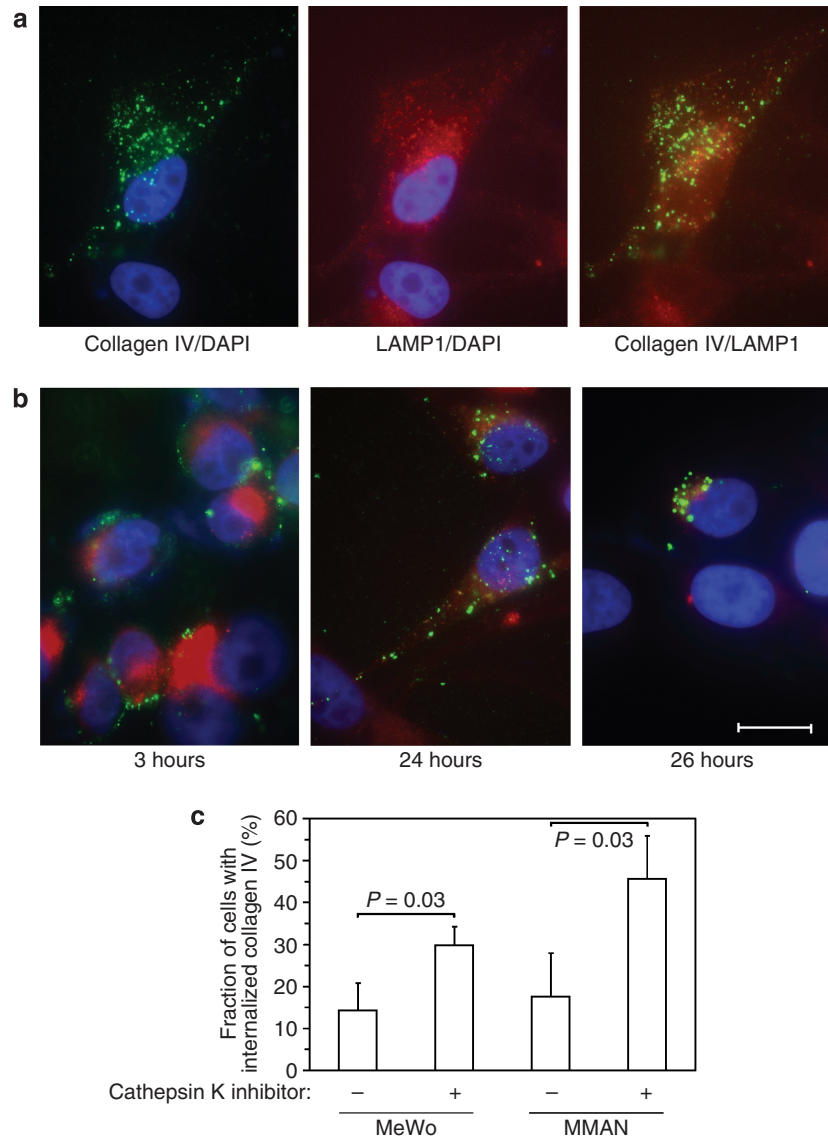 a
Collagen IV/DAPI
LAMP1/DAPI
Collagen IV/LAMP1
b
3 hours
24 hours
26 hours
c
Fraction of cells with
internalized collagen IV (%)
60
50
40
30
20
10
0
P = 0.03
P = 0.03
Cathepsin K inhibitor: – + – +
MeWo MMAN